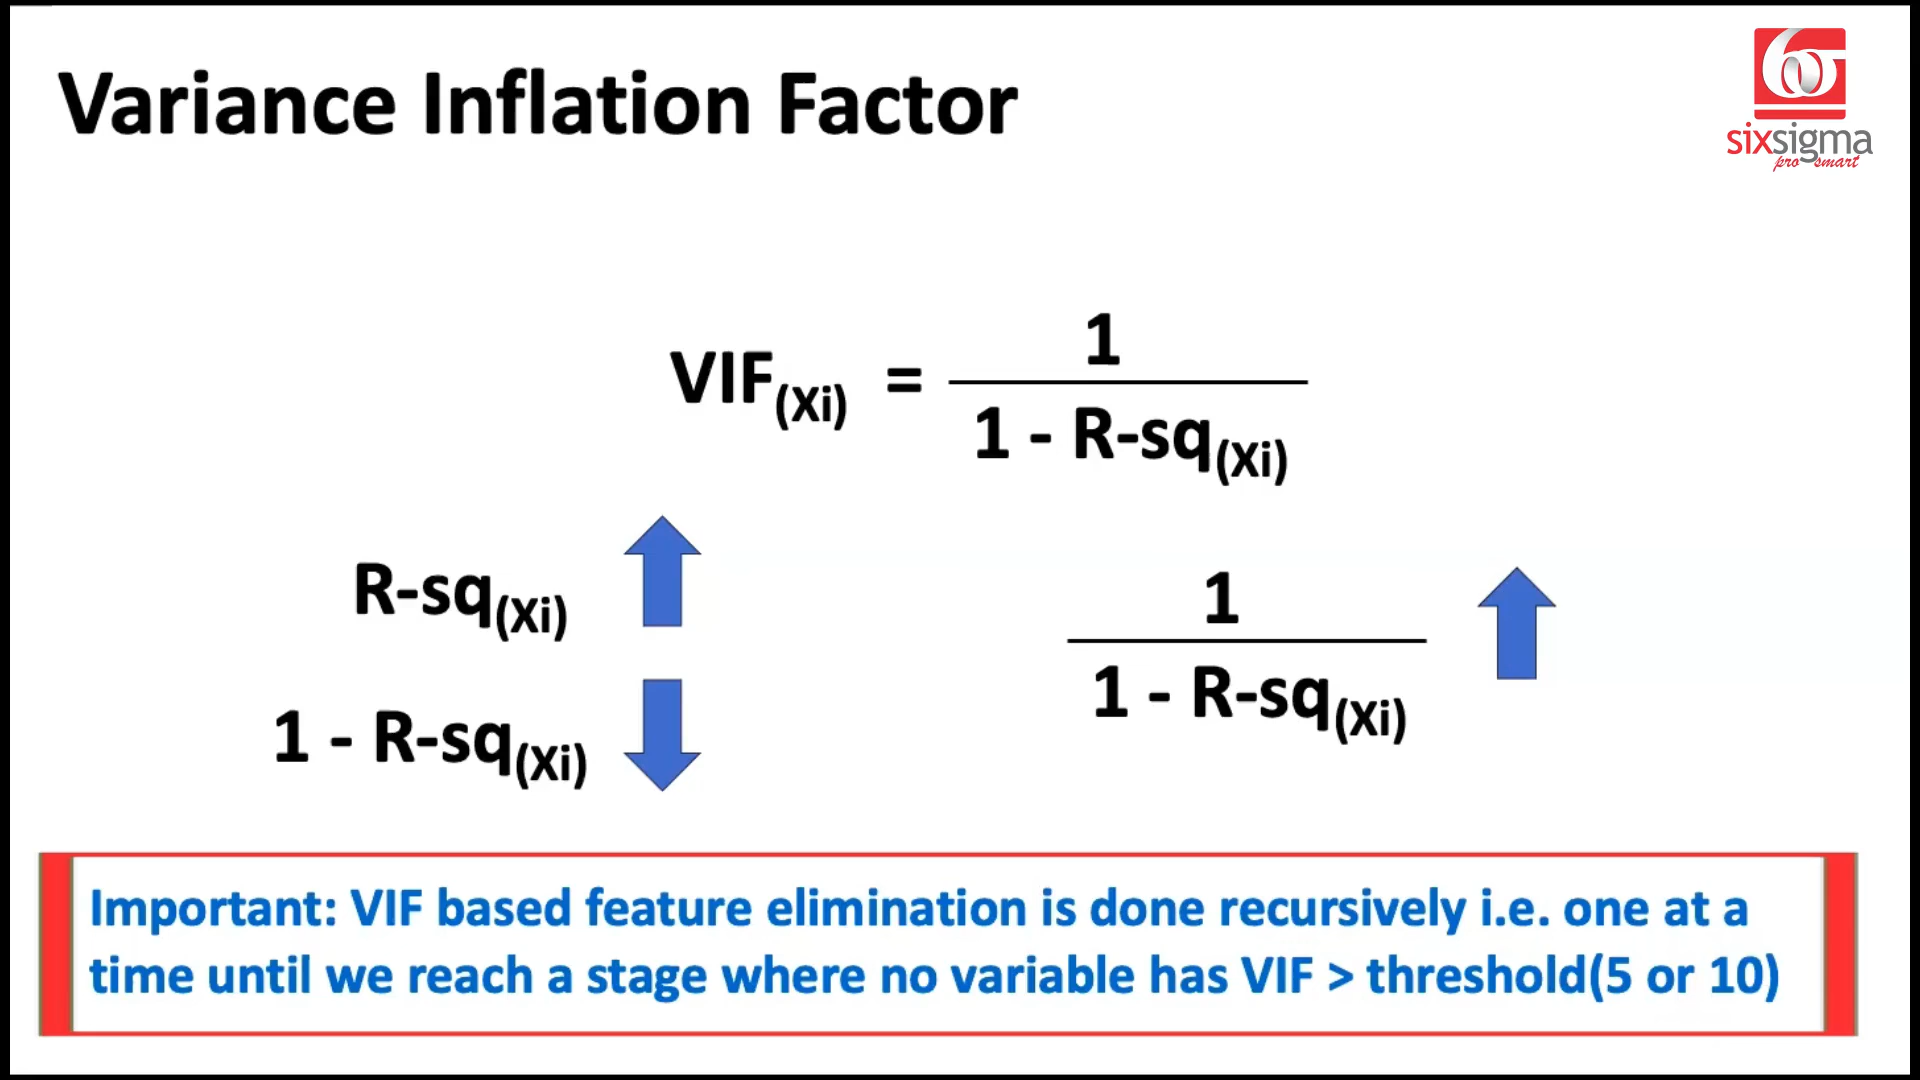 Variance Inflation Factor
6σ
sixsigma
pro smart
VIF(Xi) = 1
1 - R-sq(Xi)
R-sq(Xi)
1 - R-sq(Xi)
1
1 - R-sq(Xi)
Important: VIF based feature elimination is done recursively i.e. one at a
time until we reach a stage where no variable has VIF > threshold(5 or 10)